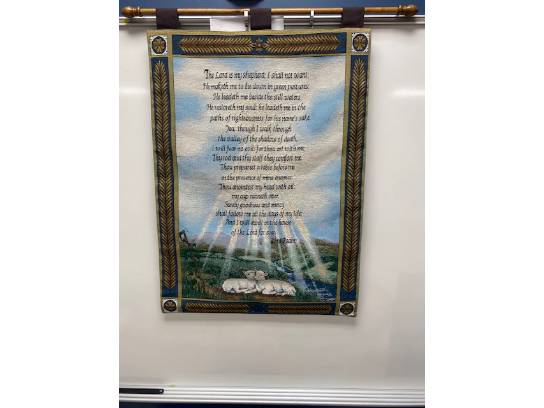 The Lord is my shepherd; I shall not want.
He maketh me to lie down in green pastures;
He leadeth me beside the still waters.
He restoreth my soul: he leadeth me in the
paths of righteousness for his name's sake.
Yea, though I walk through
the valley of the shadow of death,
I will fear no evil: for thou art with me;
Thy rod and thy staff they comfort me.
Thou preparest a table before me
in the presence of mine enemies:
Thou anointest my head with oil;
my cup runneth over.
Surely goodness and mercy
shall follow me all the days of my life:
And I will dwell in the house
of the Lord for ever.
Psalm